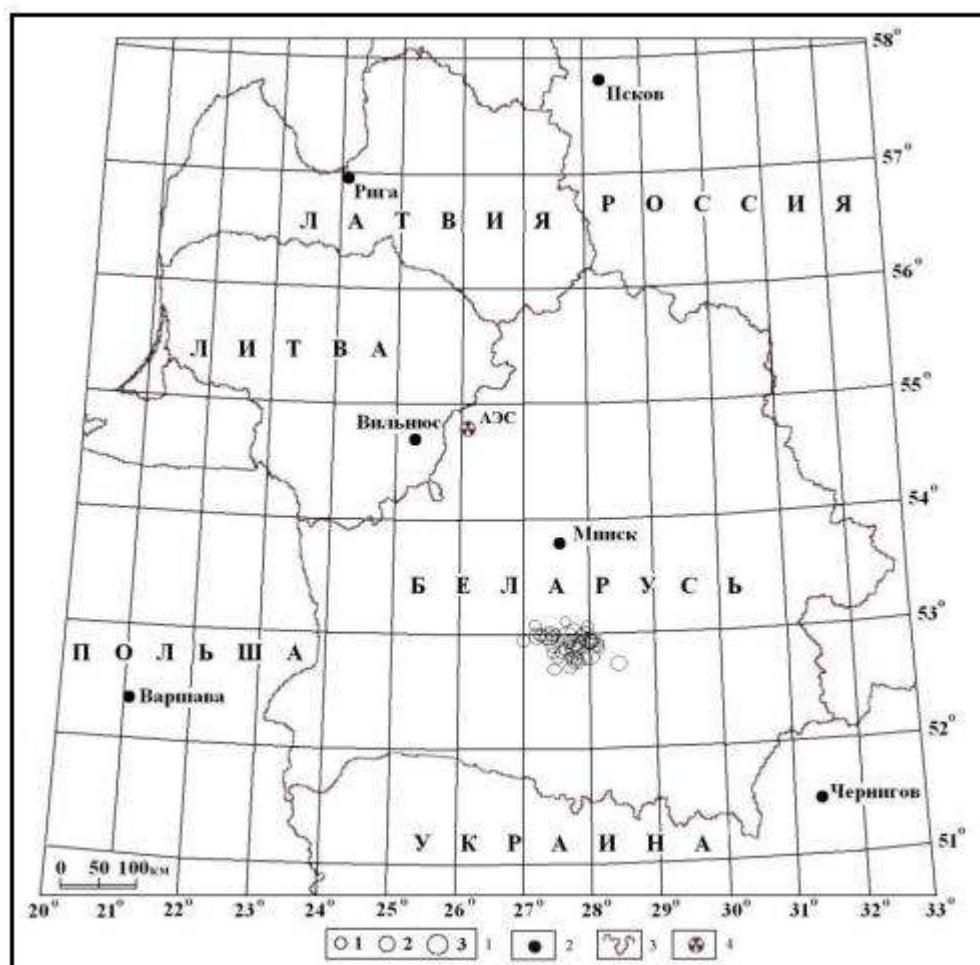 58°
Псков
57°
Рига
Л А Т В И Я
Р О С С И Я
56°
Л И Т В А
55°
Вильнюс
АЭС
54°
Минск
Б Е Л А Р У С Ь
53°
П О Л Ь Ш А
Варшава
52°
Чернигов
51°
У К Р А И Н А
0 50 100 км
20° 21° 22° 23° 24° 25° 26° 27° 28° 29° 30° 31° 32° 33°
1 2 3 1 2 3 4